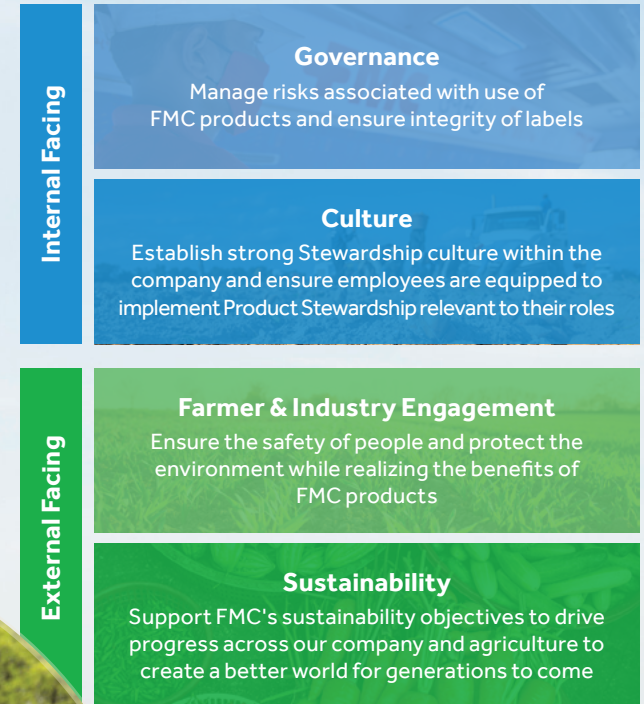 Internal Facing
Governance
Manage risks associated with use of
FMC products and ensure integrity of labels
Culture
Establish strong Stewardship culture within the
company and ensure employees are equipped to
implement Product Stewardship relevant to their roles
External Facing
Farmer & Industry Engagement
Ensure the safety of people and protect the
environment while realizing the benefits of
FMC products
Sustainability
Support FMC's sustainability objectives to drive
progress across our company and agriculture to
create a better world for generations to come